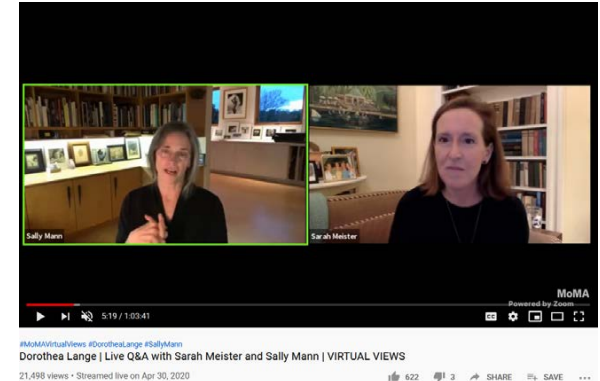 Sally Mann
Sarah Meister
MoMA
Powered by Zoom
5:19 / 1:03:41
CC
#MoMAVirtualViews #DorotheaLange #SallyMann
Dorothea Lange | Live Q&A with Sarah Meister and Sally Mann | VIRTUAL VIEWS
21,498 views • Streamed live on Apr 30, 2020
622
3
SHARE
SAVE